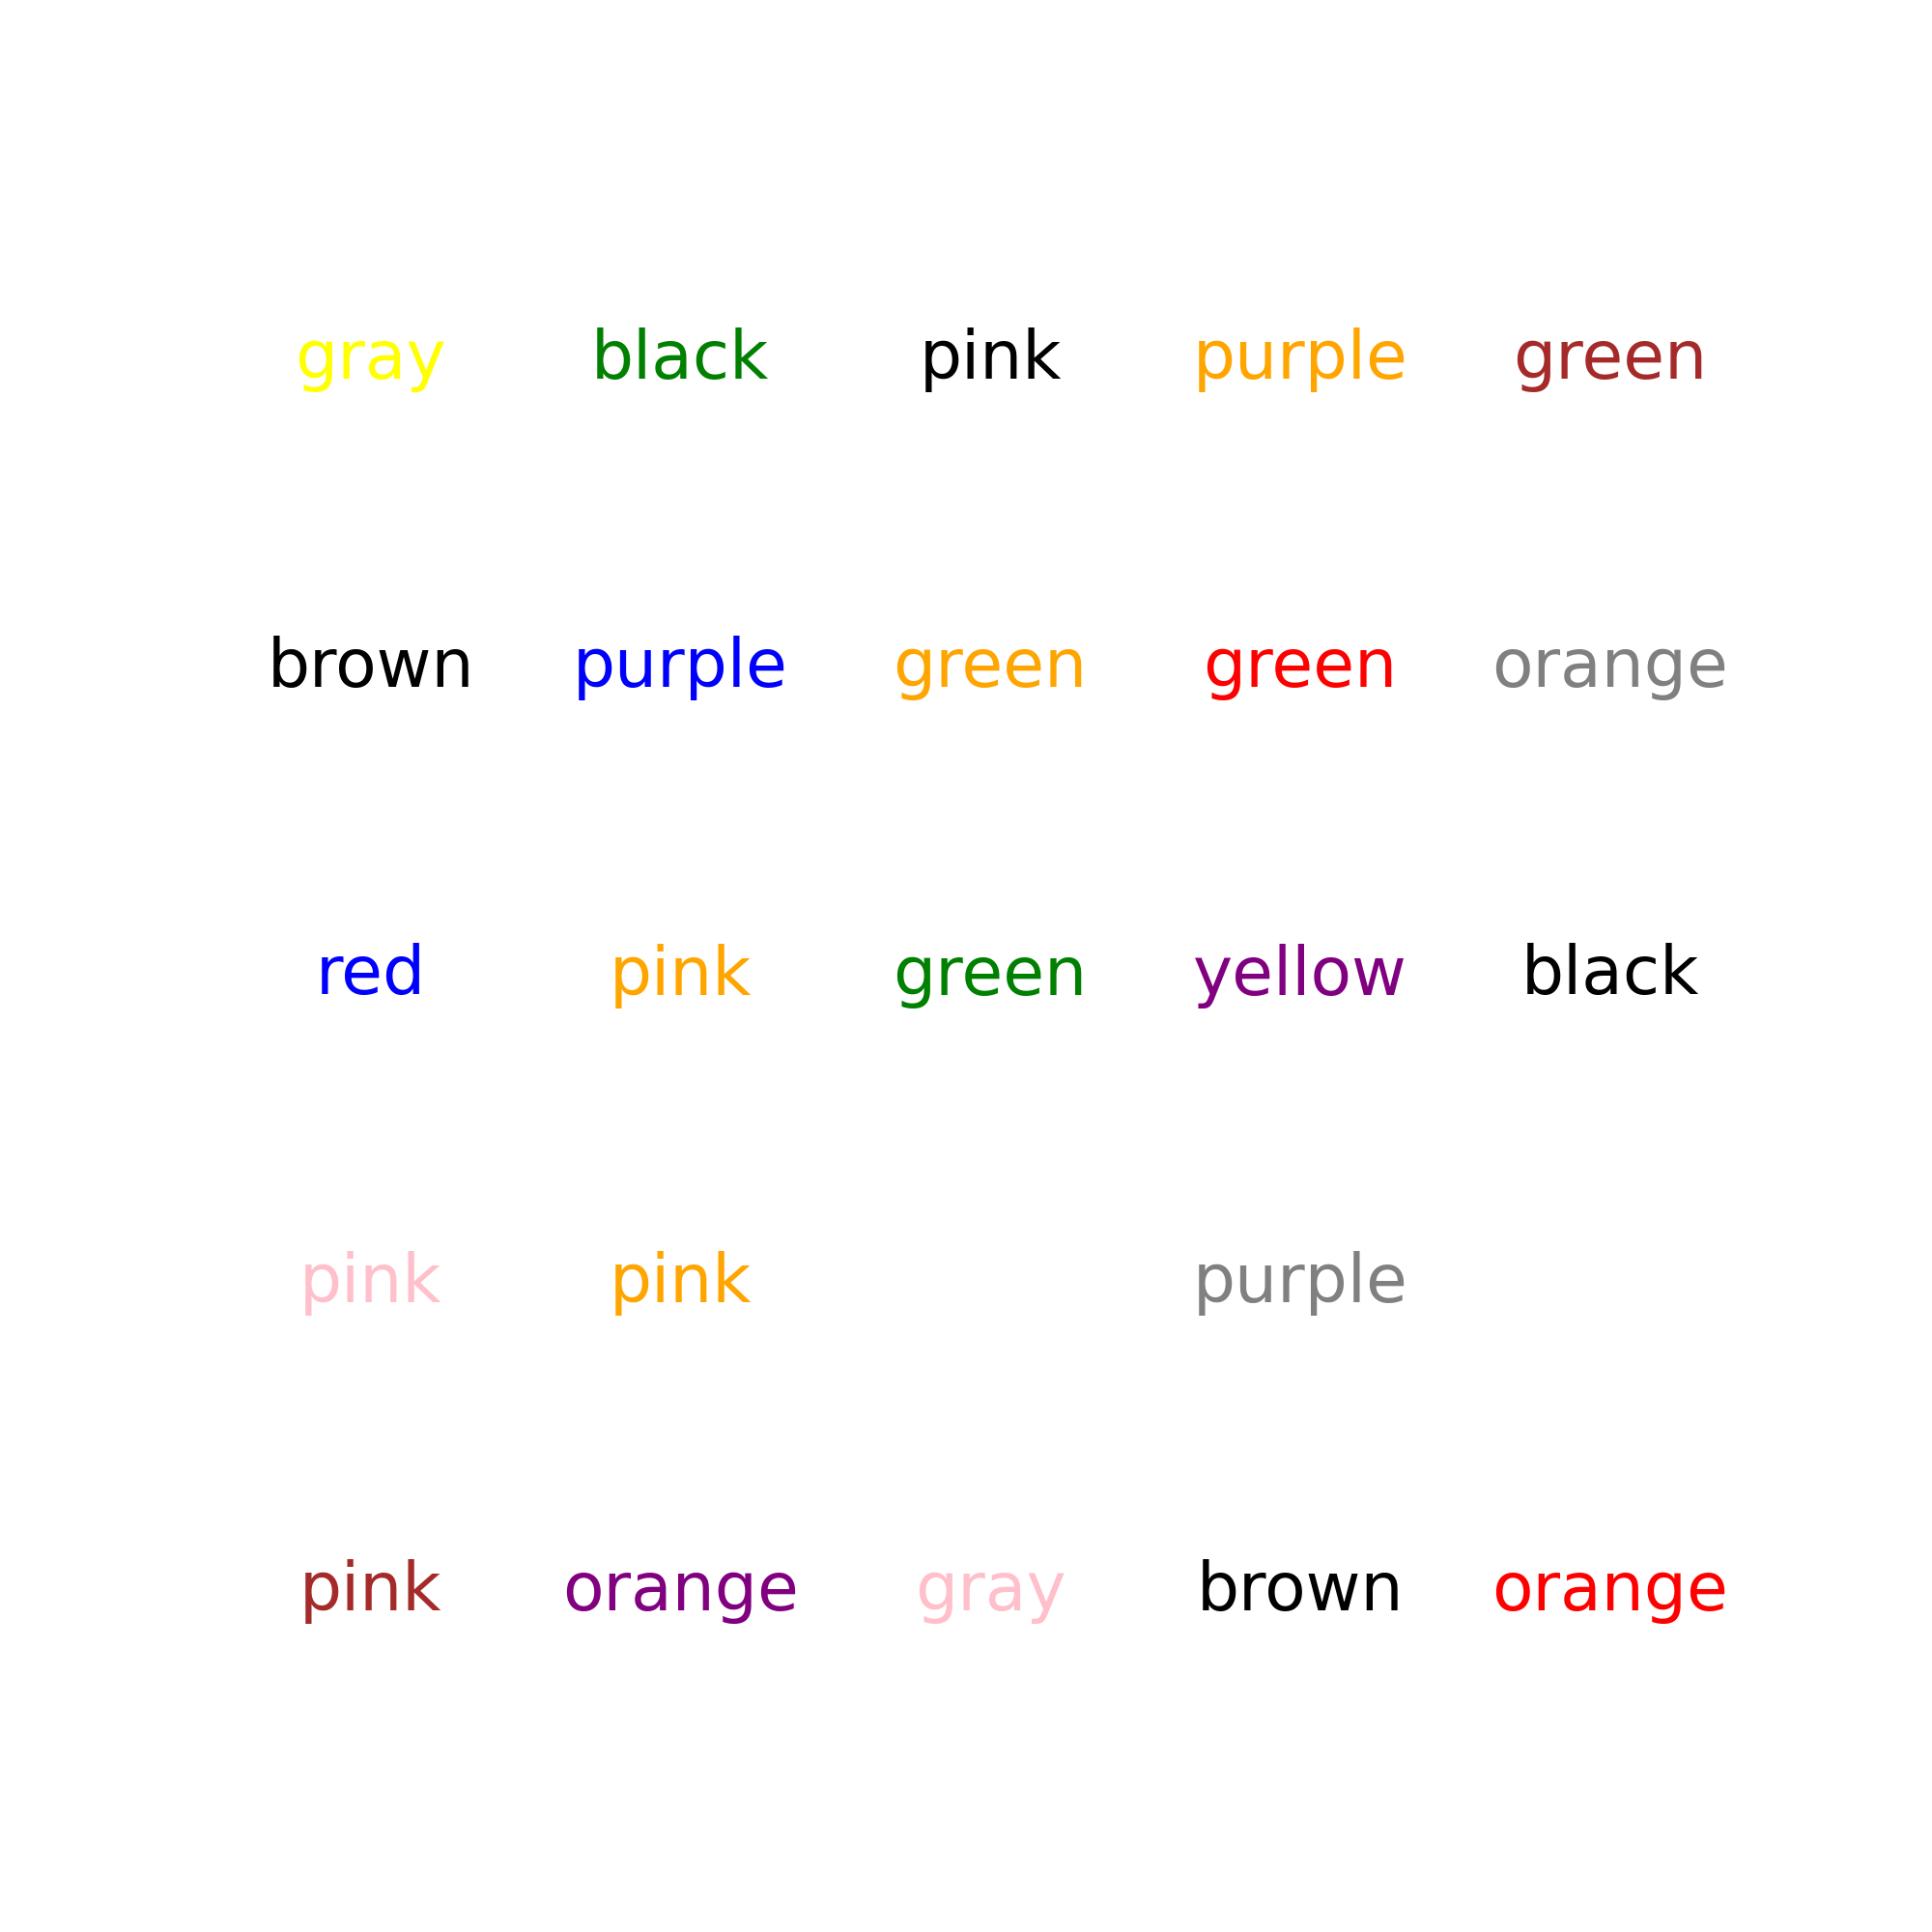 gray black pink purple green
brown purple green green orange
red pink green yellow black
pink pink purple
pink orange gray brown orange